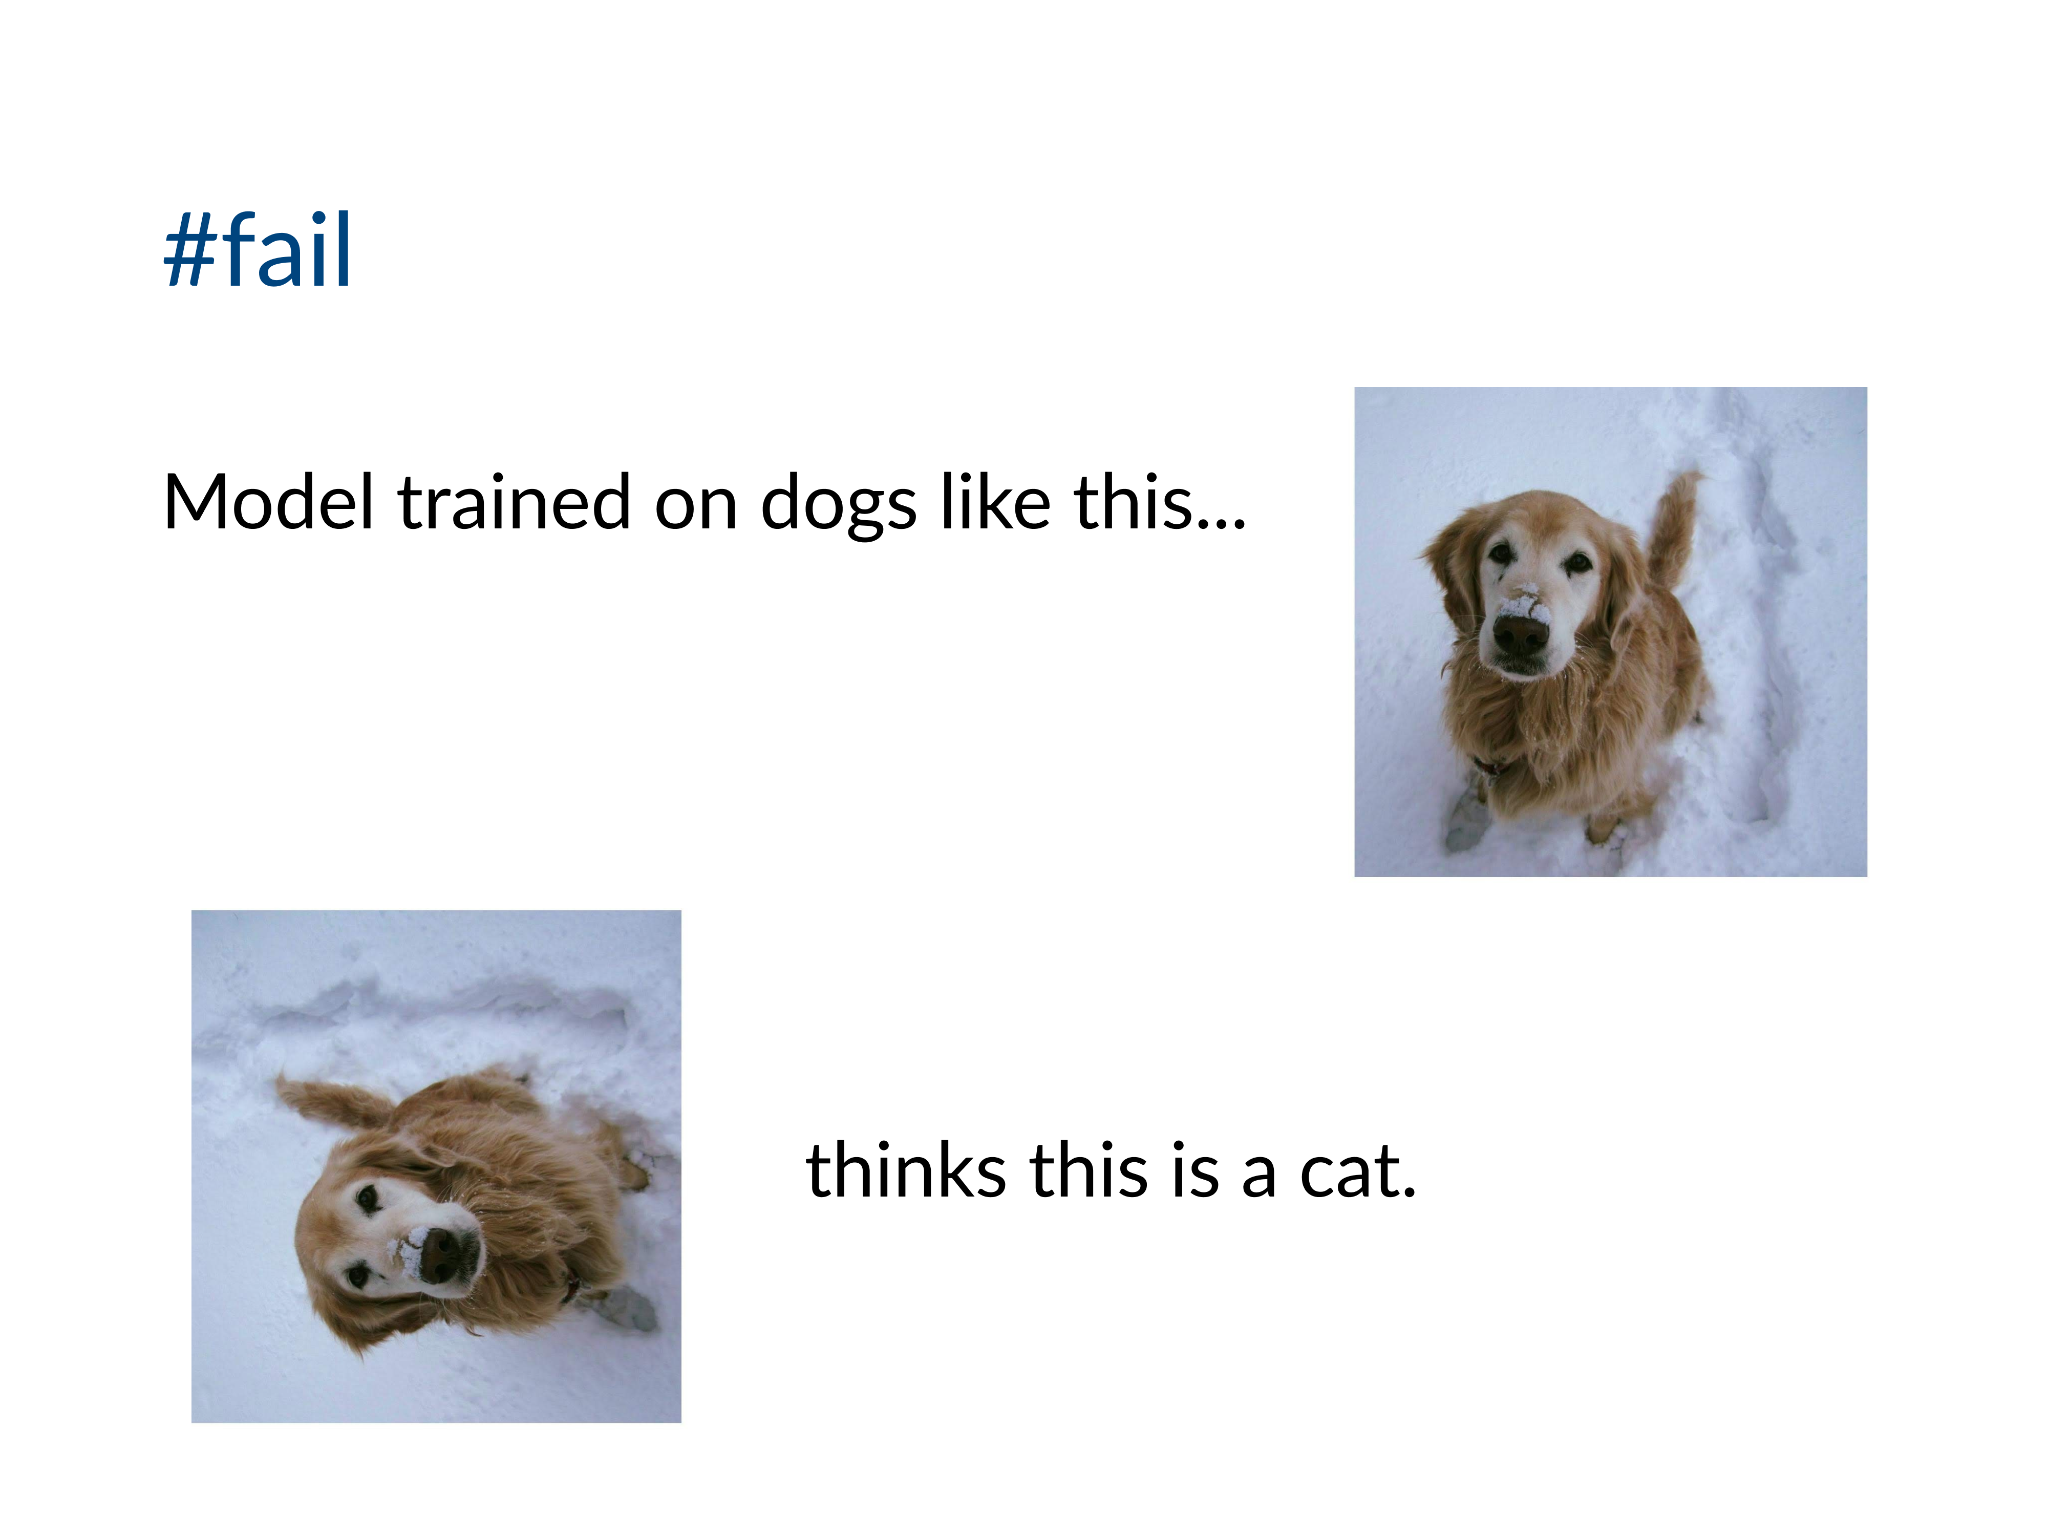 #fail
Model trained on dogs like this...
thinks this is a cat.